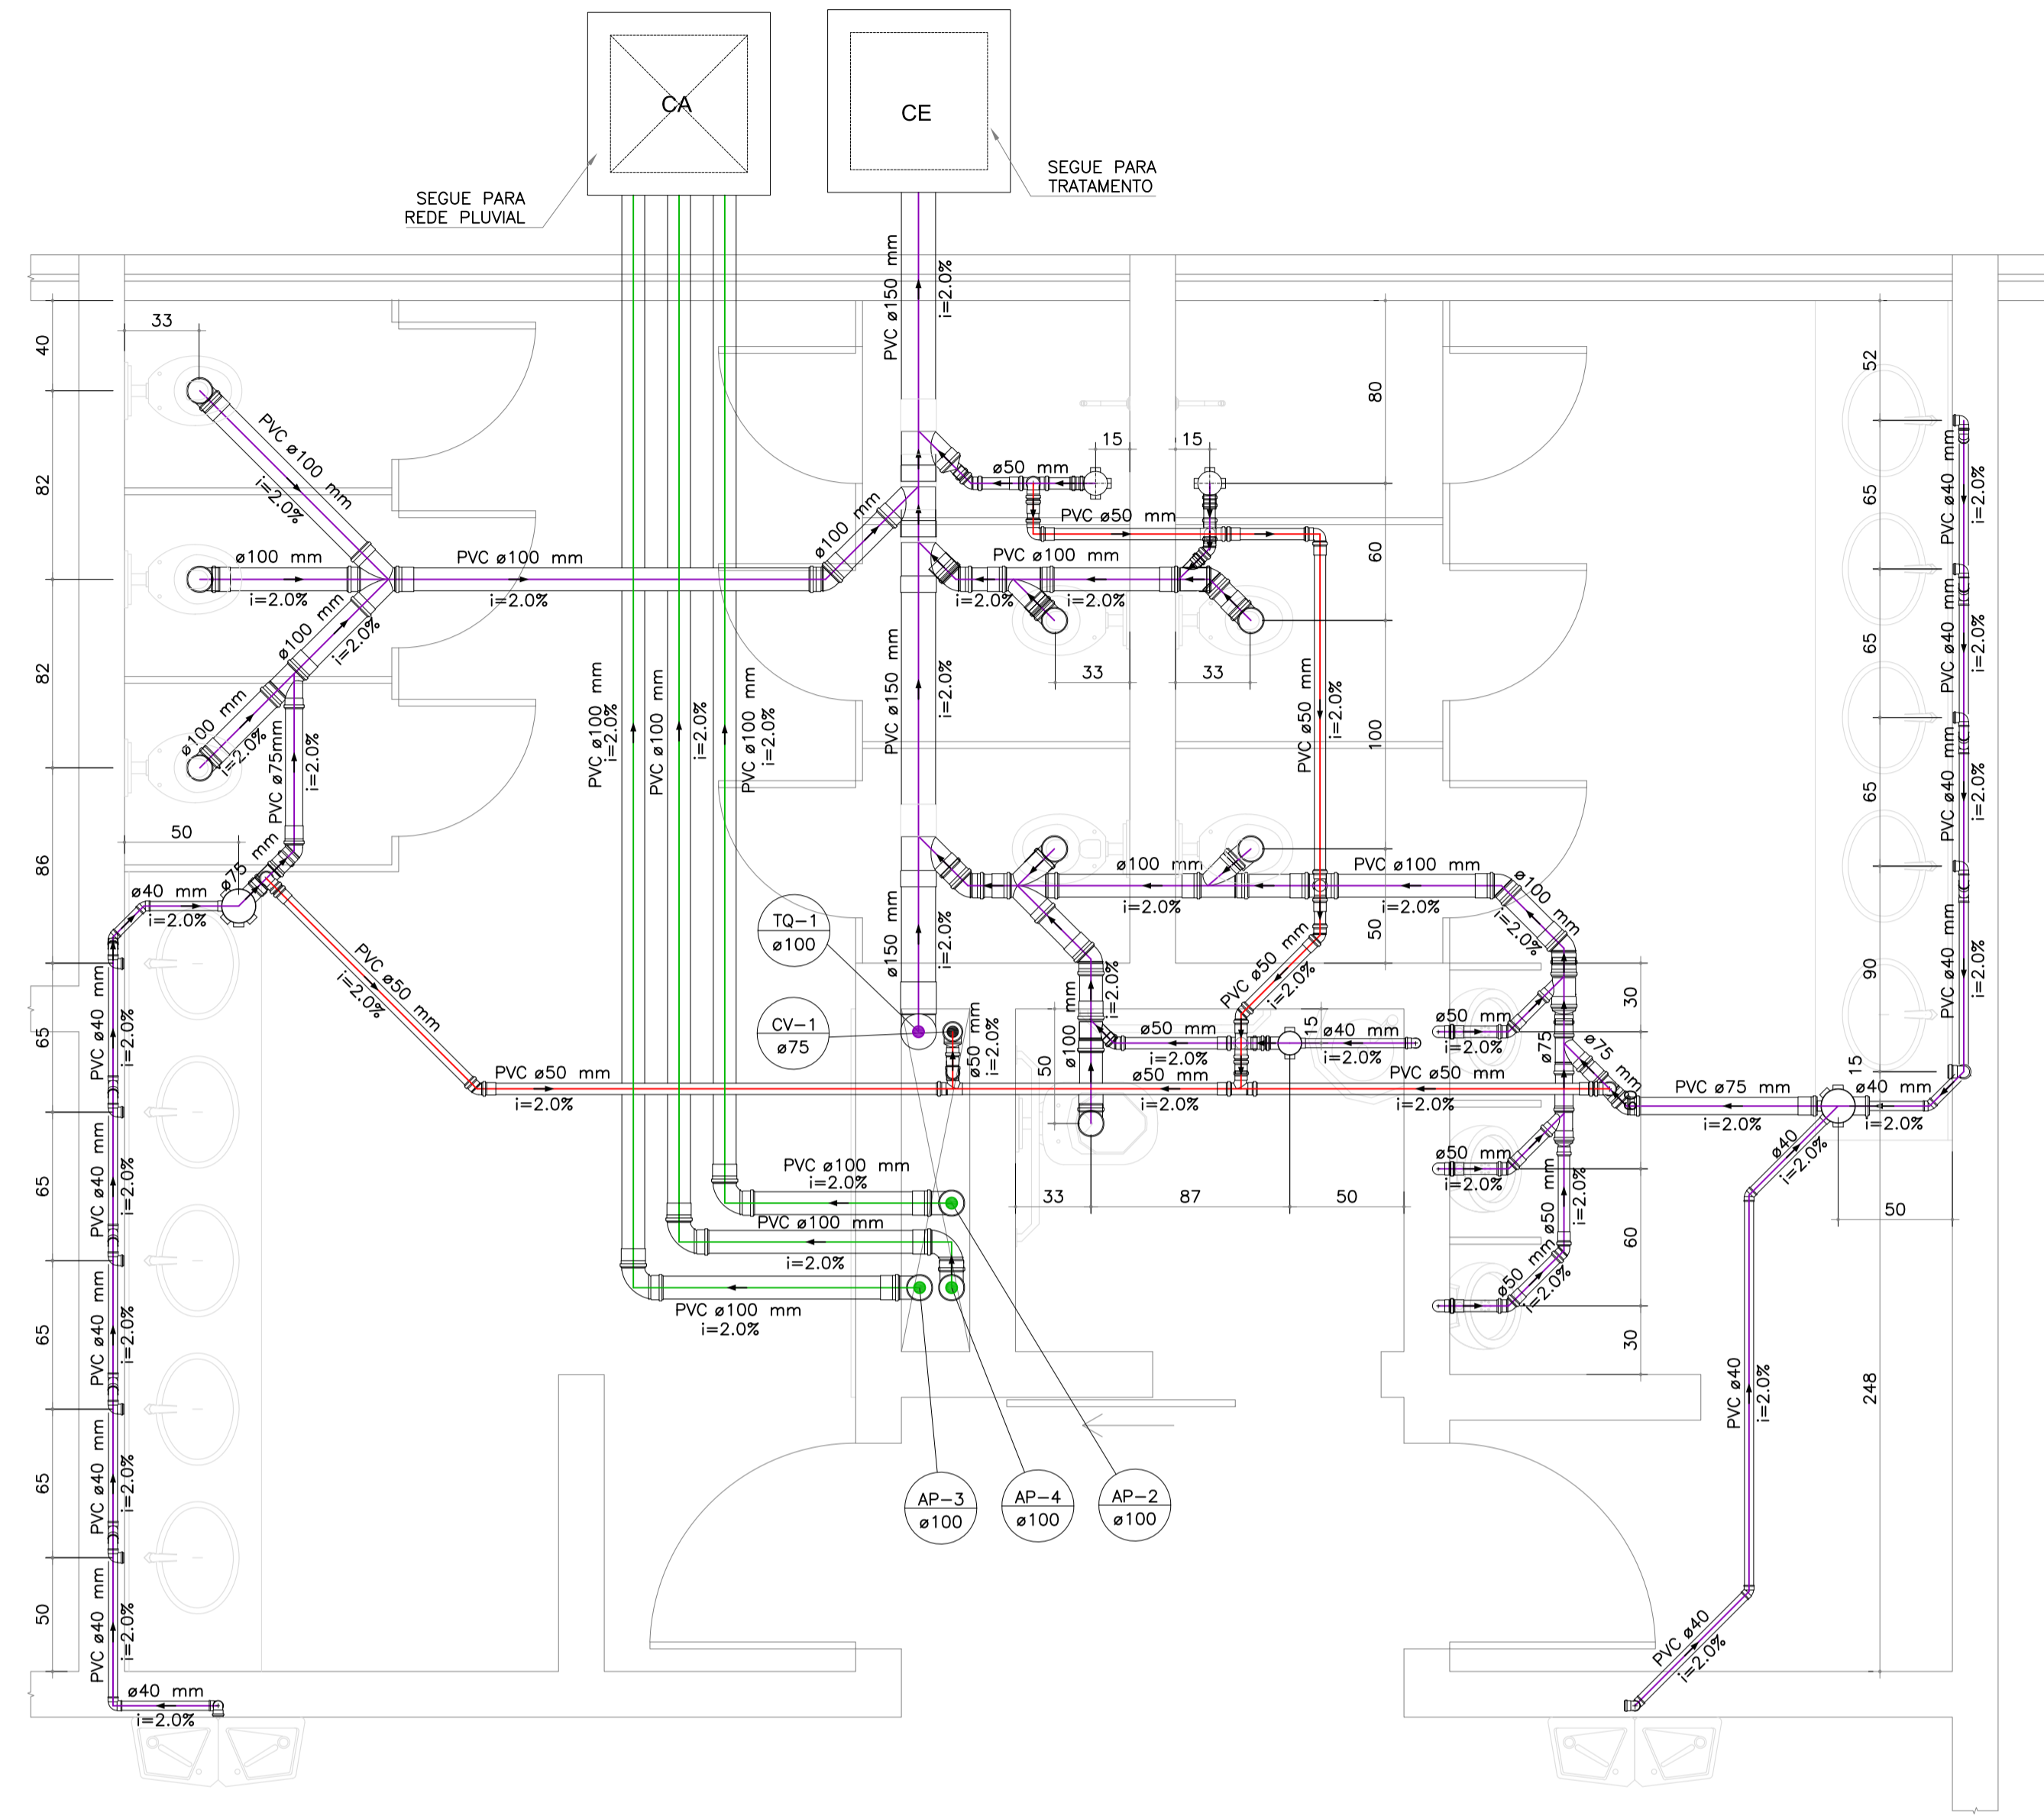 CA
CE
SEGUE PARA
REDE PLUVIAL
SEGUE PARA
TRATAMENTO
PVC ø150 mm
i=2.0%
33
40
82
82
86
65
65
65
65
65
50
PVC ø100 mm
i=2.0%
ø100 mm
i=2.0%
PVC ø100 mm
i=2.0%
ø100 mm
ø100 mm
i=2.0%
ø100 mm
i=2.0%
PVC ø75mm
i=2.0%
50
ø75 mm
ø40 mm
i=2.0%
PVC ø40 mm
i=2.0%
PVC ø40 mm
i=2.0%
PVC ø40 mm
i=2.0%
PVC ø40 mm
i=2.0%
PVC ø40 mm
i=2.0%
ø40 mm
i=2.0%
PVC ø50 mm
i=2.0%
PVC ø50 mm
i=2.0%
PVC ø100 mm
i=2.0%
PVC ø100 mm
i=2.0%
PVC ø100 mm
i=2.0%
PVC ø150 mm
i=2.0%
ø150 mm
i=2.0%
TQ-1
ø100
CV-1
ø75
ø50 mm
i=2.0%
15
15
ø50 mm
PVC ø50 mm
PVC ø100 mm
i=2.0%
i=2.0%
33
33
80
60
100
50
PVC ø50 mm
i=2.0%
ø100 mm
i=2.0%
PVC ø100 mm
i=2.0%
ø100 mm
i=2.0%
PVC ø50 mm
i=2.0%
ø100 mm
i=2.0%
50
ø50 mm
i=2.0%
15
ø40 mm
i=2.0%
ø50 mm
i=2.0%
PVC ø50 mm
i=2.0%
33
87
50
PVC ø100 mm
i=2.0%
PVC ø100 mm
i=2.0%
PVC ø100 mm
i=2.0%
AP-3
ø100
AP-4
ø100
AP-2
ø100
ø50 mm
i=2.0%
ø50 mm
i=2.0%
ø50 mm
i=2.0%
ø50 mm
i=2.0%
ø75
ø75 mm
30
60
30
PVC ø75 mm
i=2.0%
ø40 mm
i=2.0%
15
50
ø40
i=2.0%
PVC ø40
i=2.0%
PVC ø40
i=2.0%
52
65
65
65
90
248
PVC ø40 mm
i=2.0%
PVC ø40 mm
i=2.0%
PVC ø40 mm
i=2.0%
PVC ø40 mm
i=2.0%